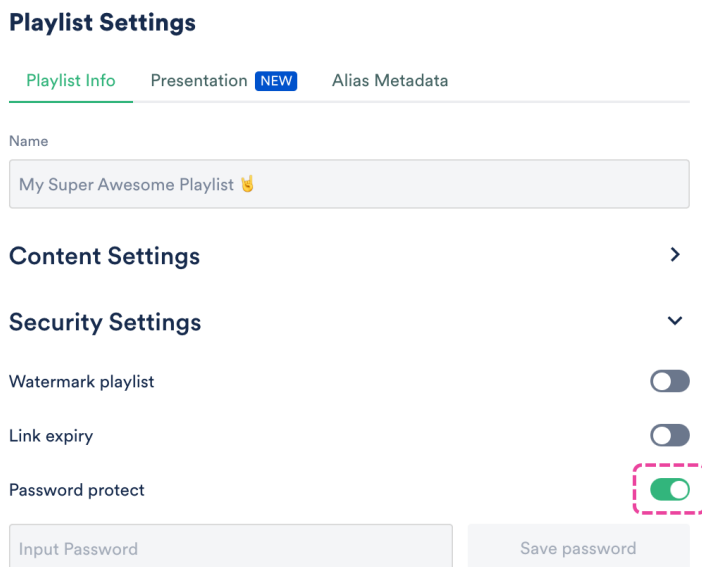 Playlist Settings
Playlist Info Presentation NEW Alias Metadata
Name
My Super Awesome Playlist 🤘
Content Settings
Security Settings
Watermark playlist
Link expiry
Password protect
Input Password Save password